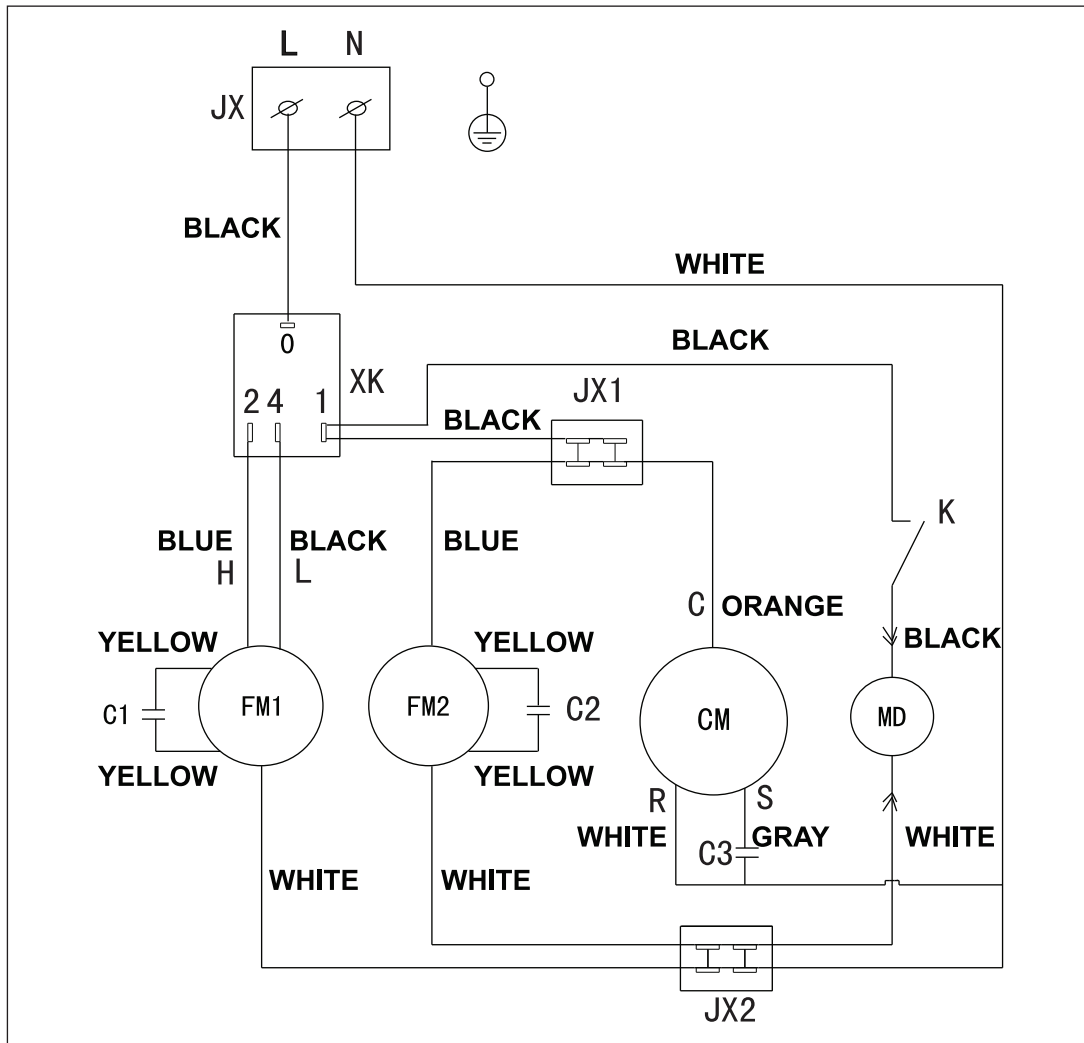 L N
JX
BLACK
WHITE
BLACK
0
XK
JX1
2 4 1
BLACK
K
BLUE BLACK BLUE
H L
C ORANGE
YELLOW YELLOW BLACK
C1 FM1 FM2 C2 CM MD
YELLOW YELLOW
R S
WHITE GRAY WHITE
C3
WHITE WHITE
JX2